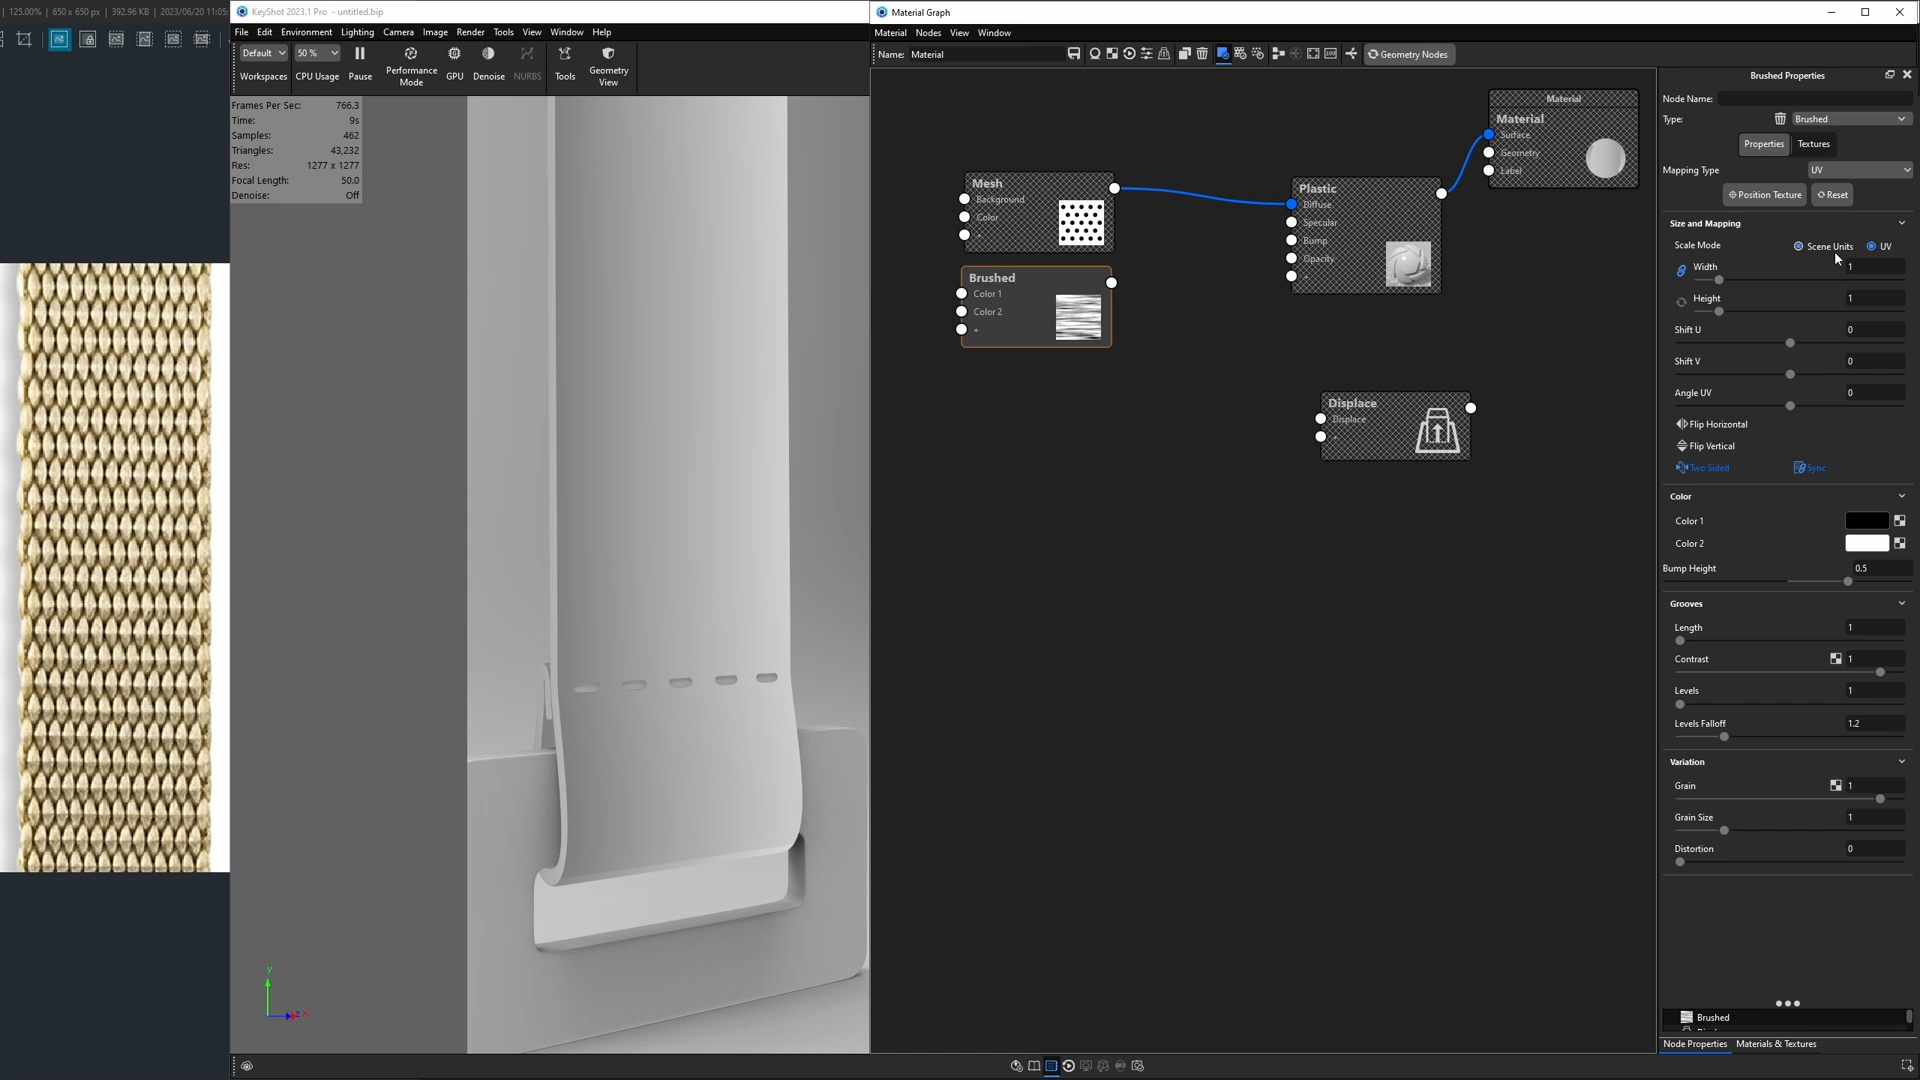 | 125.00% | 650 x 650 px | 392.96 KB | 2023/06/20 11:05:
KeyShot 2023.1 Pro - untitled.bip
File Edit Environment Lighting Camera Image Render Tools View Window Help
Default 50 %
Workspaces CPU Usage Pause Performance Mode GPU Denoise NURBS Tools Geometry View
Frames Per Sec: 766.3
Time: 9s
Samples: 462
Triangles: 43,232
Res: 1277 x 1277
Focal Length: 50.0
Denoise: Off
y
z x
Material Graph
Material Nodes View Window
Name: Material Geometry Nodes
Mesh
Background
Color
+
Brushed
Color 1
Color 2
+
Plastic
Diffuse
Specular
Bump
Opacity
+
Material
Material
Surface
Geometry
Label
Displace
Displace
+
Brushed Properties
Node Name:
Type: Brushed
Properties Textures
Mapping Type UV
Position Texture Reset
Size and Mapping
Scale Mode Scene Units UV
Width 1
Height 1
Shift U 0
Shift V 0
Angle UV 0
Flip Horizontal
Flip Vertical
Two Sided Sync
Color
Color 1
Color 2
Bump Height 0.5
Grooves
Length 1
Contrast 1
Levels 1
Levels Falloff 1.2
Variation
Grain 1
Grain Size 1
Distortion 0
Brushed
Node Properties Materials & Textures